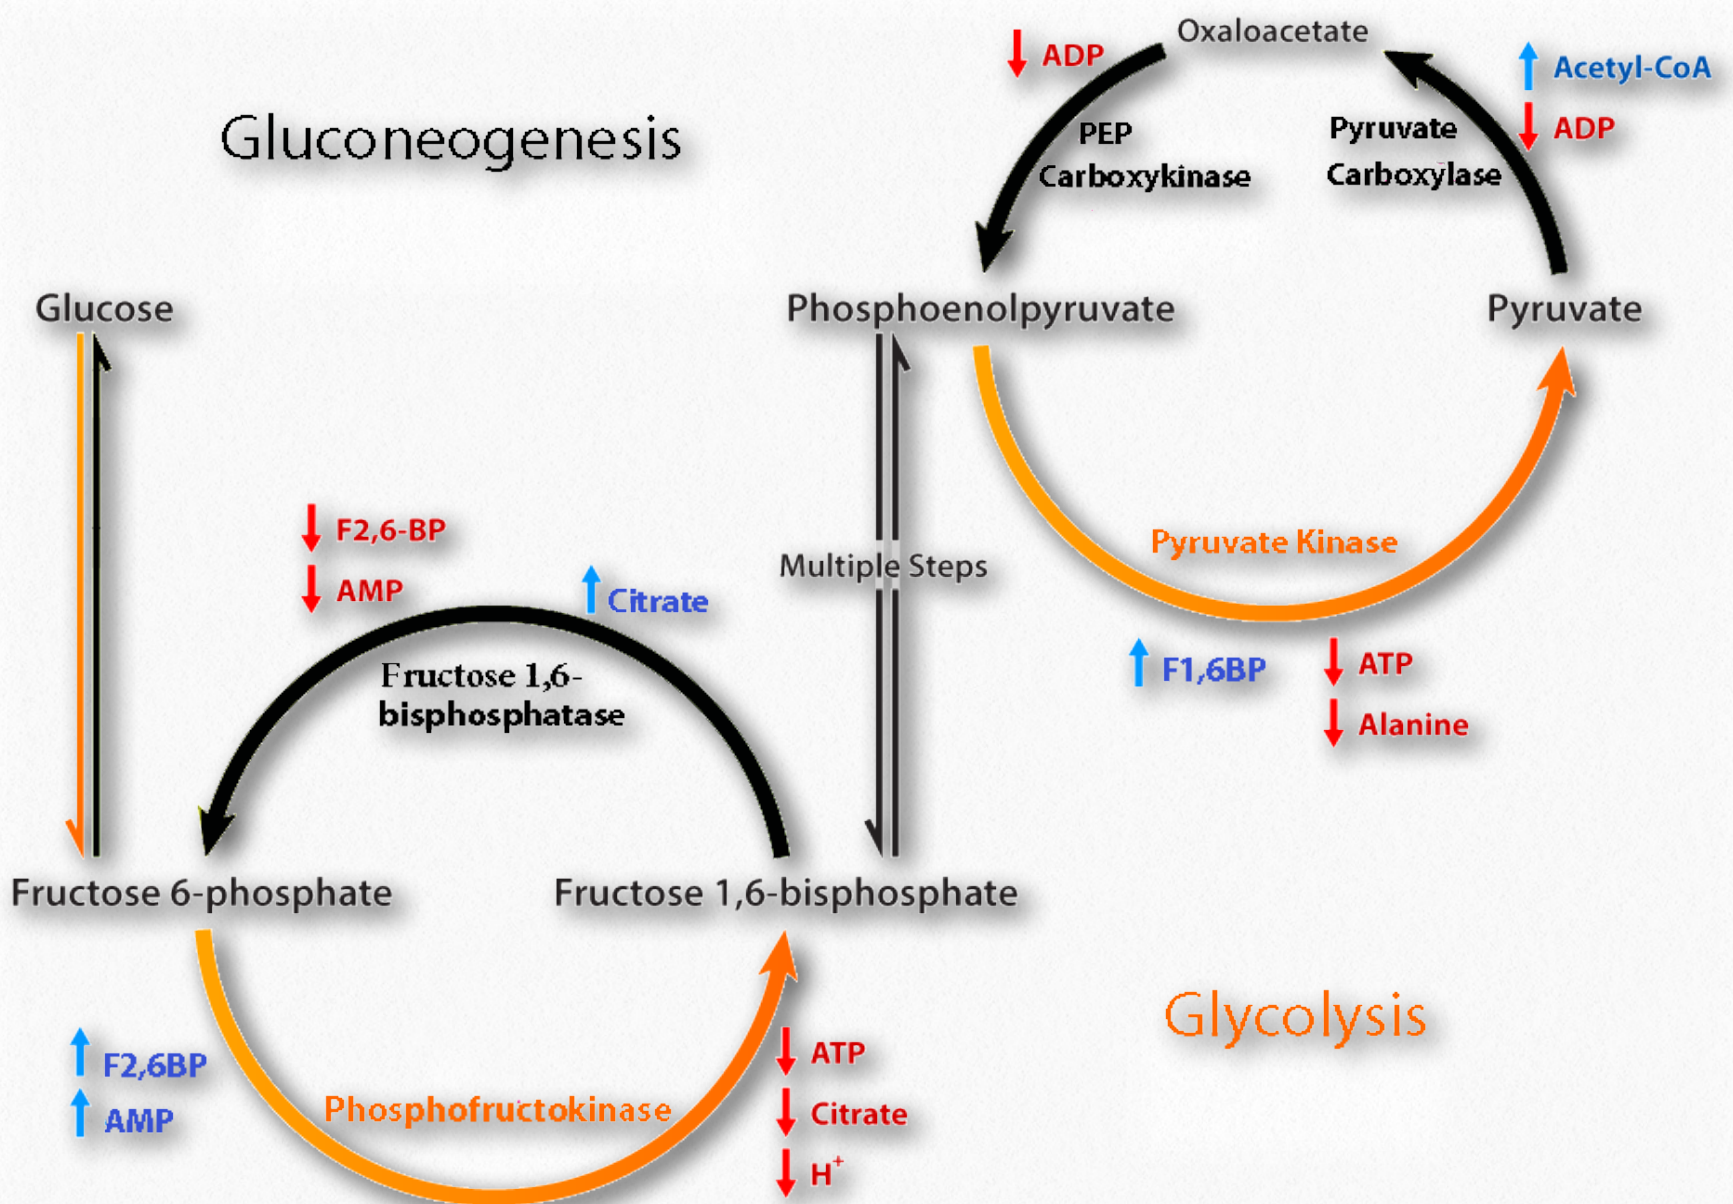 Oxaloacetate
ADP
Acetyl-CoA
ADP
Gluconeogenesis
PEP
Carboxykinase
Pyruvate
Carboxylase
Glucose
Phosphoenolpyruvate
Pyruvate
F2,6-BP
AMP
Citrate
Multiple Steps
Pyruvate Kinase
Fructose 1,6-
bisphosphatase
F1,6BP
ATP
Alanine
Fructose 6-phosphate
Fructose 1,6-bisphosphate
Glycolysis
F2,6BP
AMP
Phosphofructokinase
ATP
Citrate
H⁺